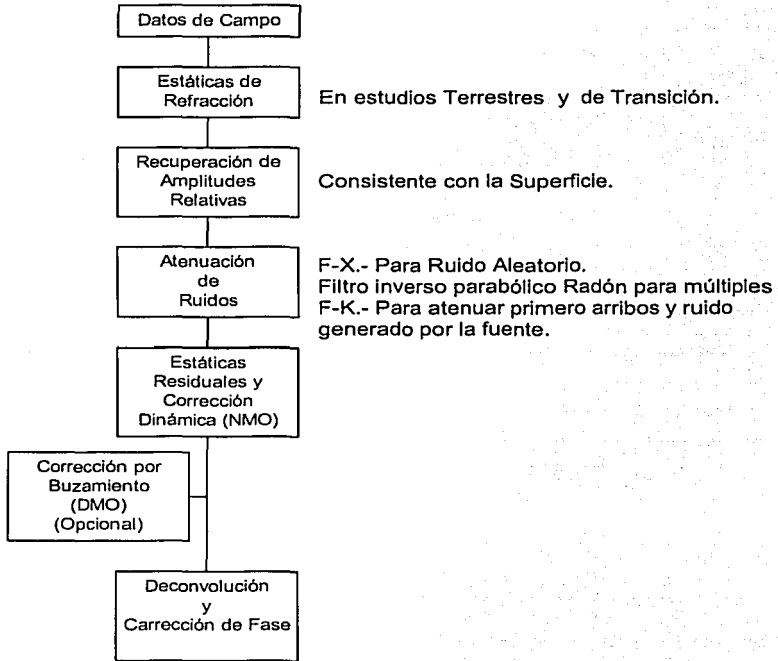 Datos de Campo
Estáticas de
Refracción
En estudios Terrestres y de Transición.
Recuperación de
Amplitudes
Relativas
Consistente con la Superficie.
Atenuación
de
Ruidos
F-X.- Para Ruido Aleatorio.
Filtro inverso parabólico Radón para múltiples
F-K.- Para atenuar primero arribos y ruido
generado por la fuente.
Estáticas
Residuales y
Corrección
Dinámica (NMO)
Corrección por
Buzamiento
(DMO)
(Opcional)
Deconvolución
y
Carrección de Fase